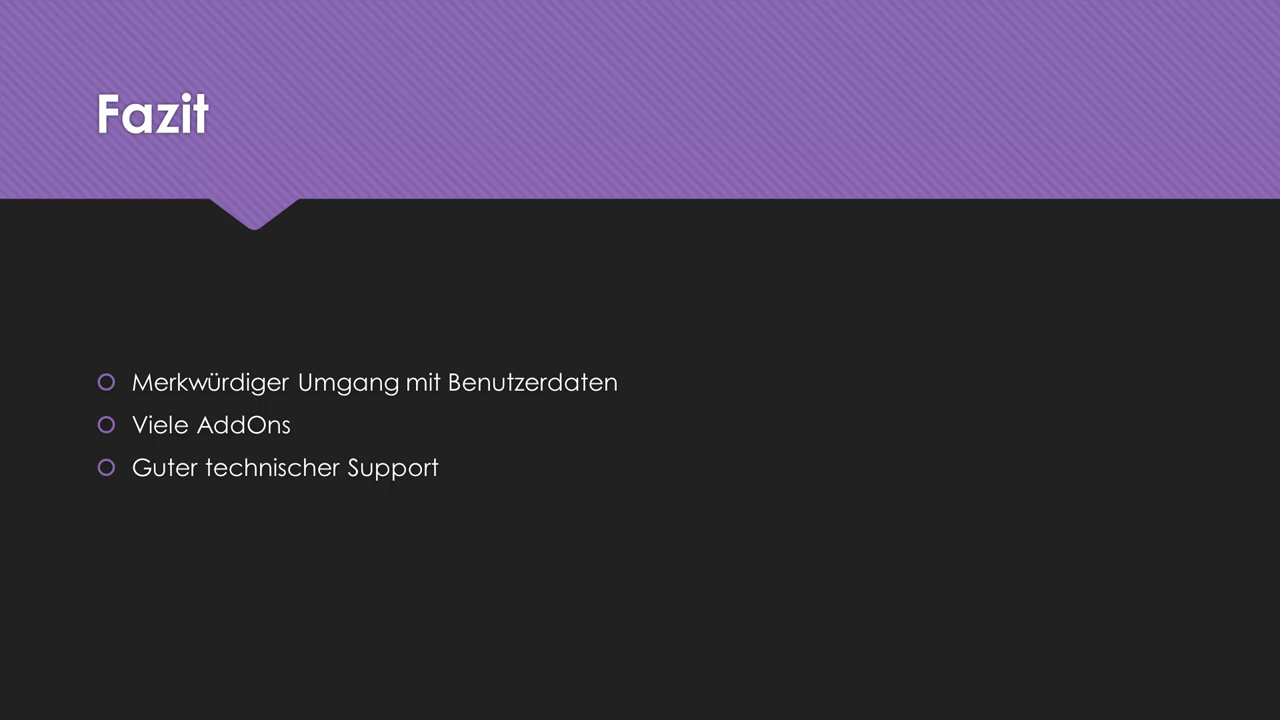 Fazit
Merkwürdiger Umgang mit Benutzerdaten
Viele AddOns
Guter technischer Support